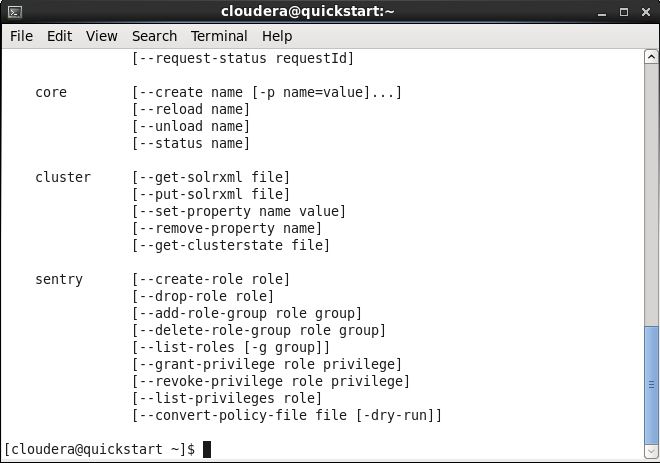 cloudera@quickstart:~
File Edit View Search Terminal Help
[--request-status requestId]
core [--create name [-p name=value]...]
[--reload name]
[--unload name]
[--status name]
cluster [--get-solrxml file]
[--put-solrxml file]
[--set-property name value]
[--remove-property name]
[--get-clusterstate file]
sentry [--create-role role]
[--drop-role role]
[--add-role-group role group]
[--delete-role-group role group]
[--list-roles [-g group]]
[--grant-privilege role privilege]
[--revoke-privilege role privilege]
[--list-privileges role]
[--convert-policy-file file [-dry-run]]
[cloudera@quickstart ~]$